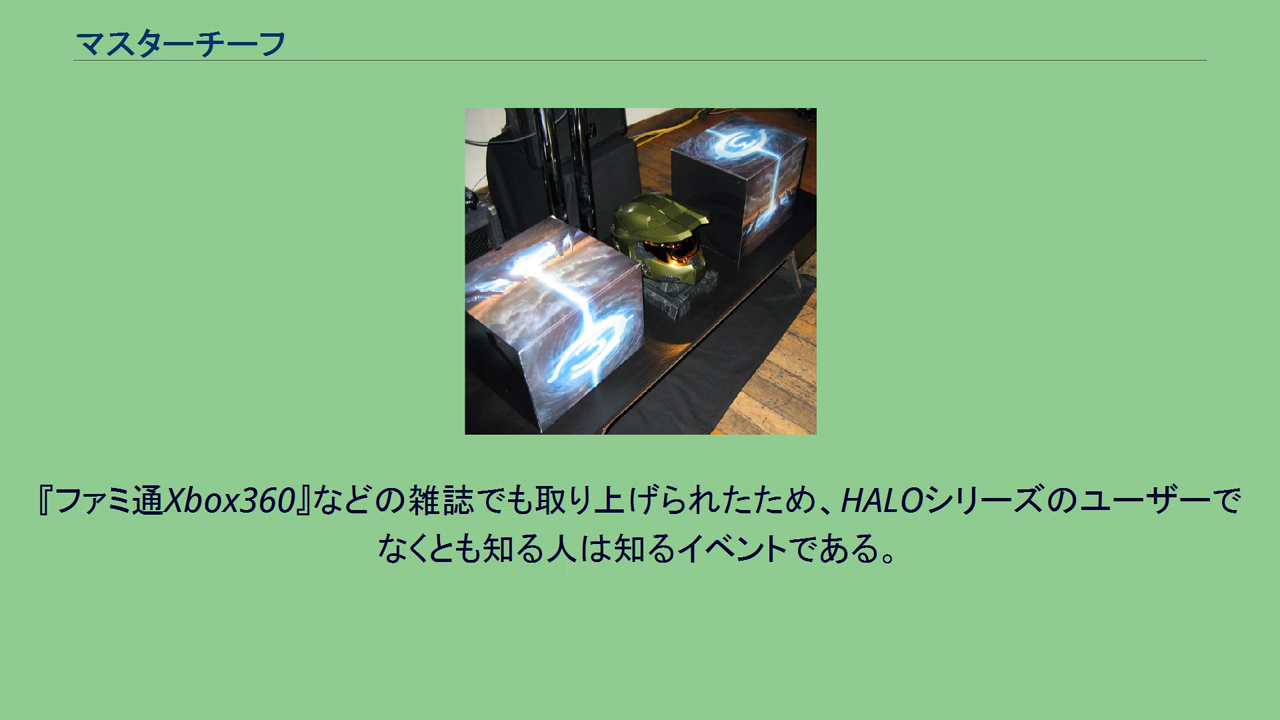 マスターチーフ
『ファミ通Xbox360』などの雑誌でも取り上げられたため、HALOシリーズのユーザーで
なくとも知る人は知るイベントである。